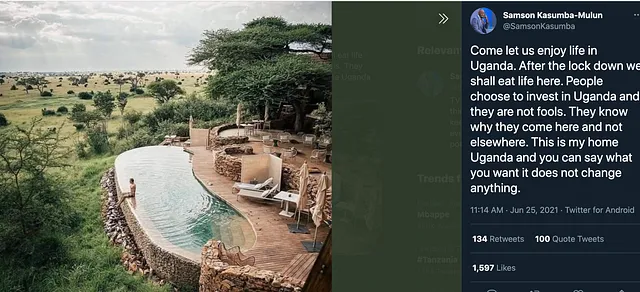 Samson Kasumba-Mulun
@SamsonKasumba
Come let us enjoy life in
Uganda. After the lock down we
shall eat life here. People
choose to invest in Uganda and
they are not fools. They know
why they come here and not
elsewhere. This is my home
Uganda and you can say what
you want it does not change
anything.
11:14 AM · Jun 25, 2021 · Twitter for Android
134 Retweets 100 Quote Tweets
1,597 Likes